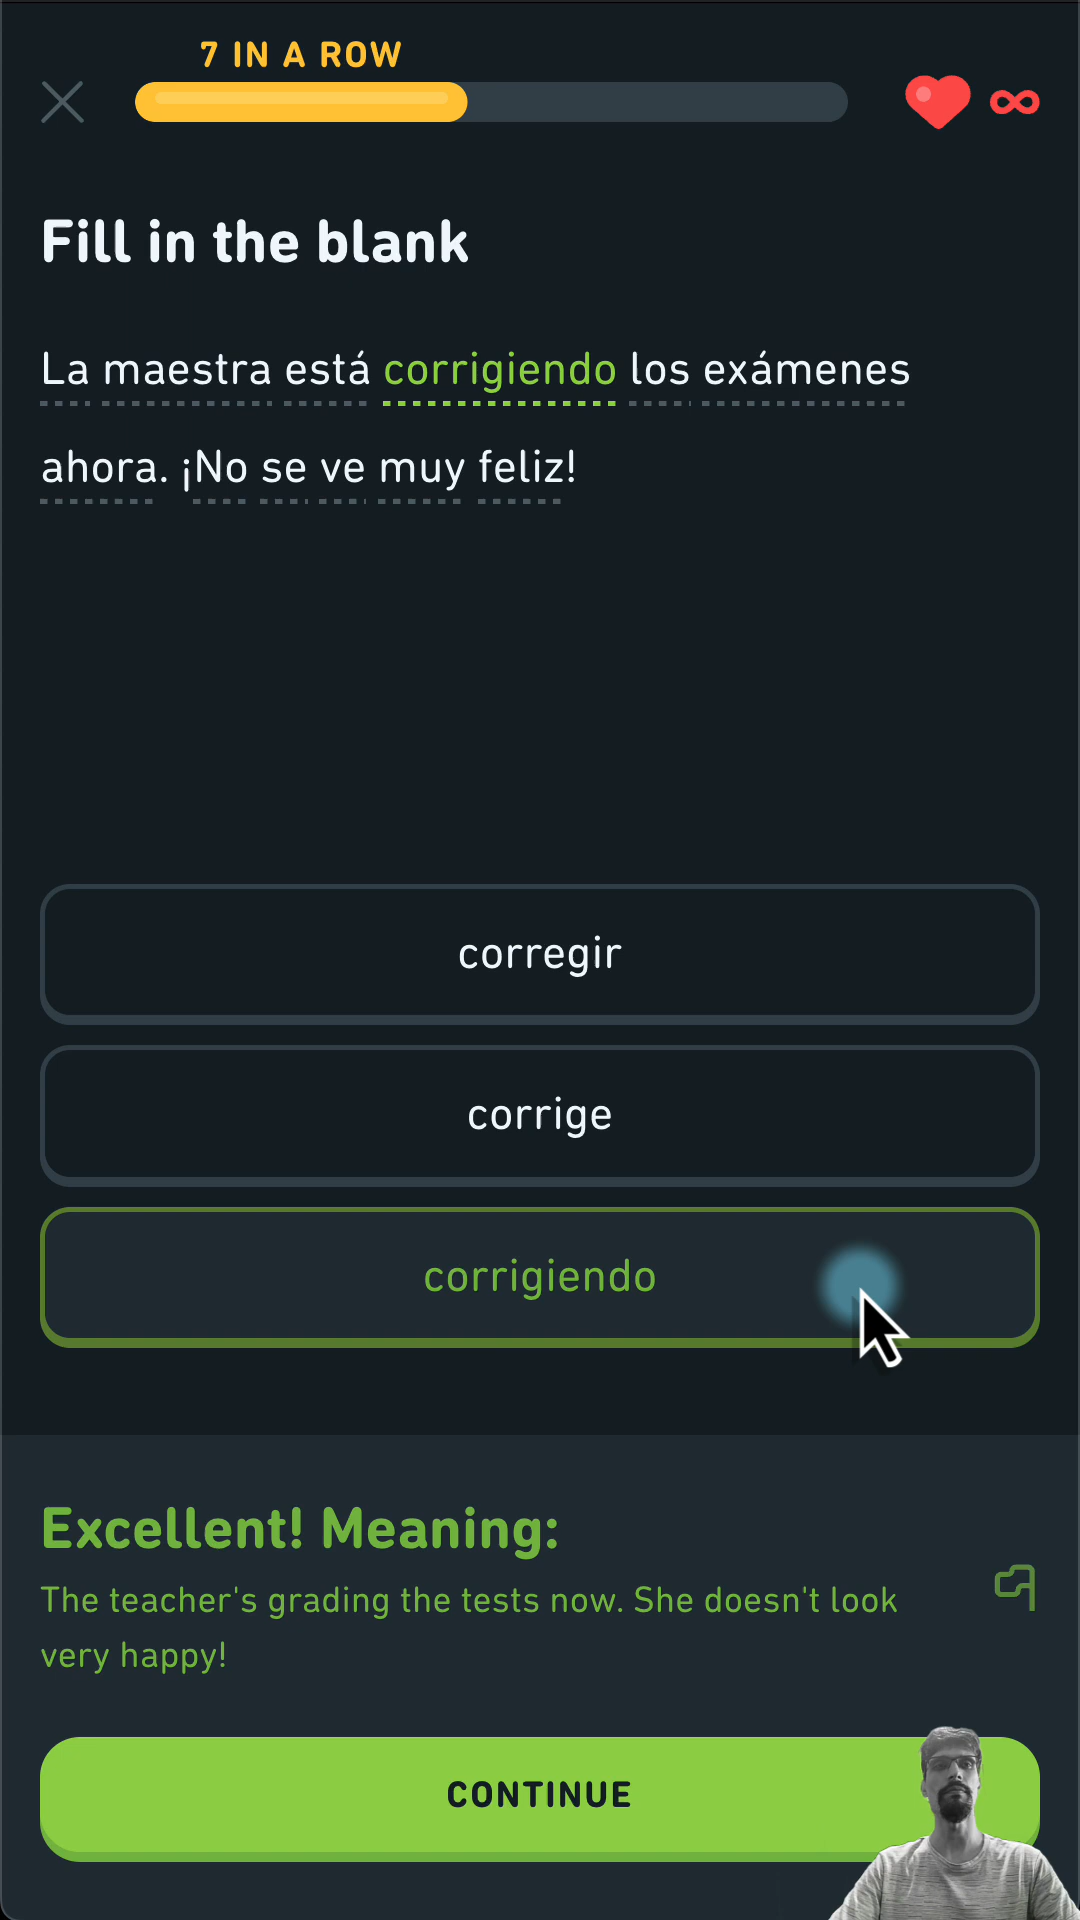 7 IN A ROW
Fill in the blank
La maestra está corrigiendo los exámenes
ahora. ¡No se ve muy feliz!
corregir
corrige
corrigiendo
Excellent! Meaning:
The teacher's grading the tests now. She doesn't look
very happy!
CONTINUE